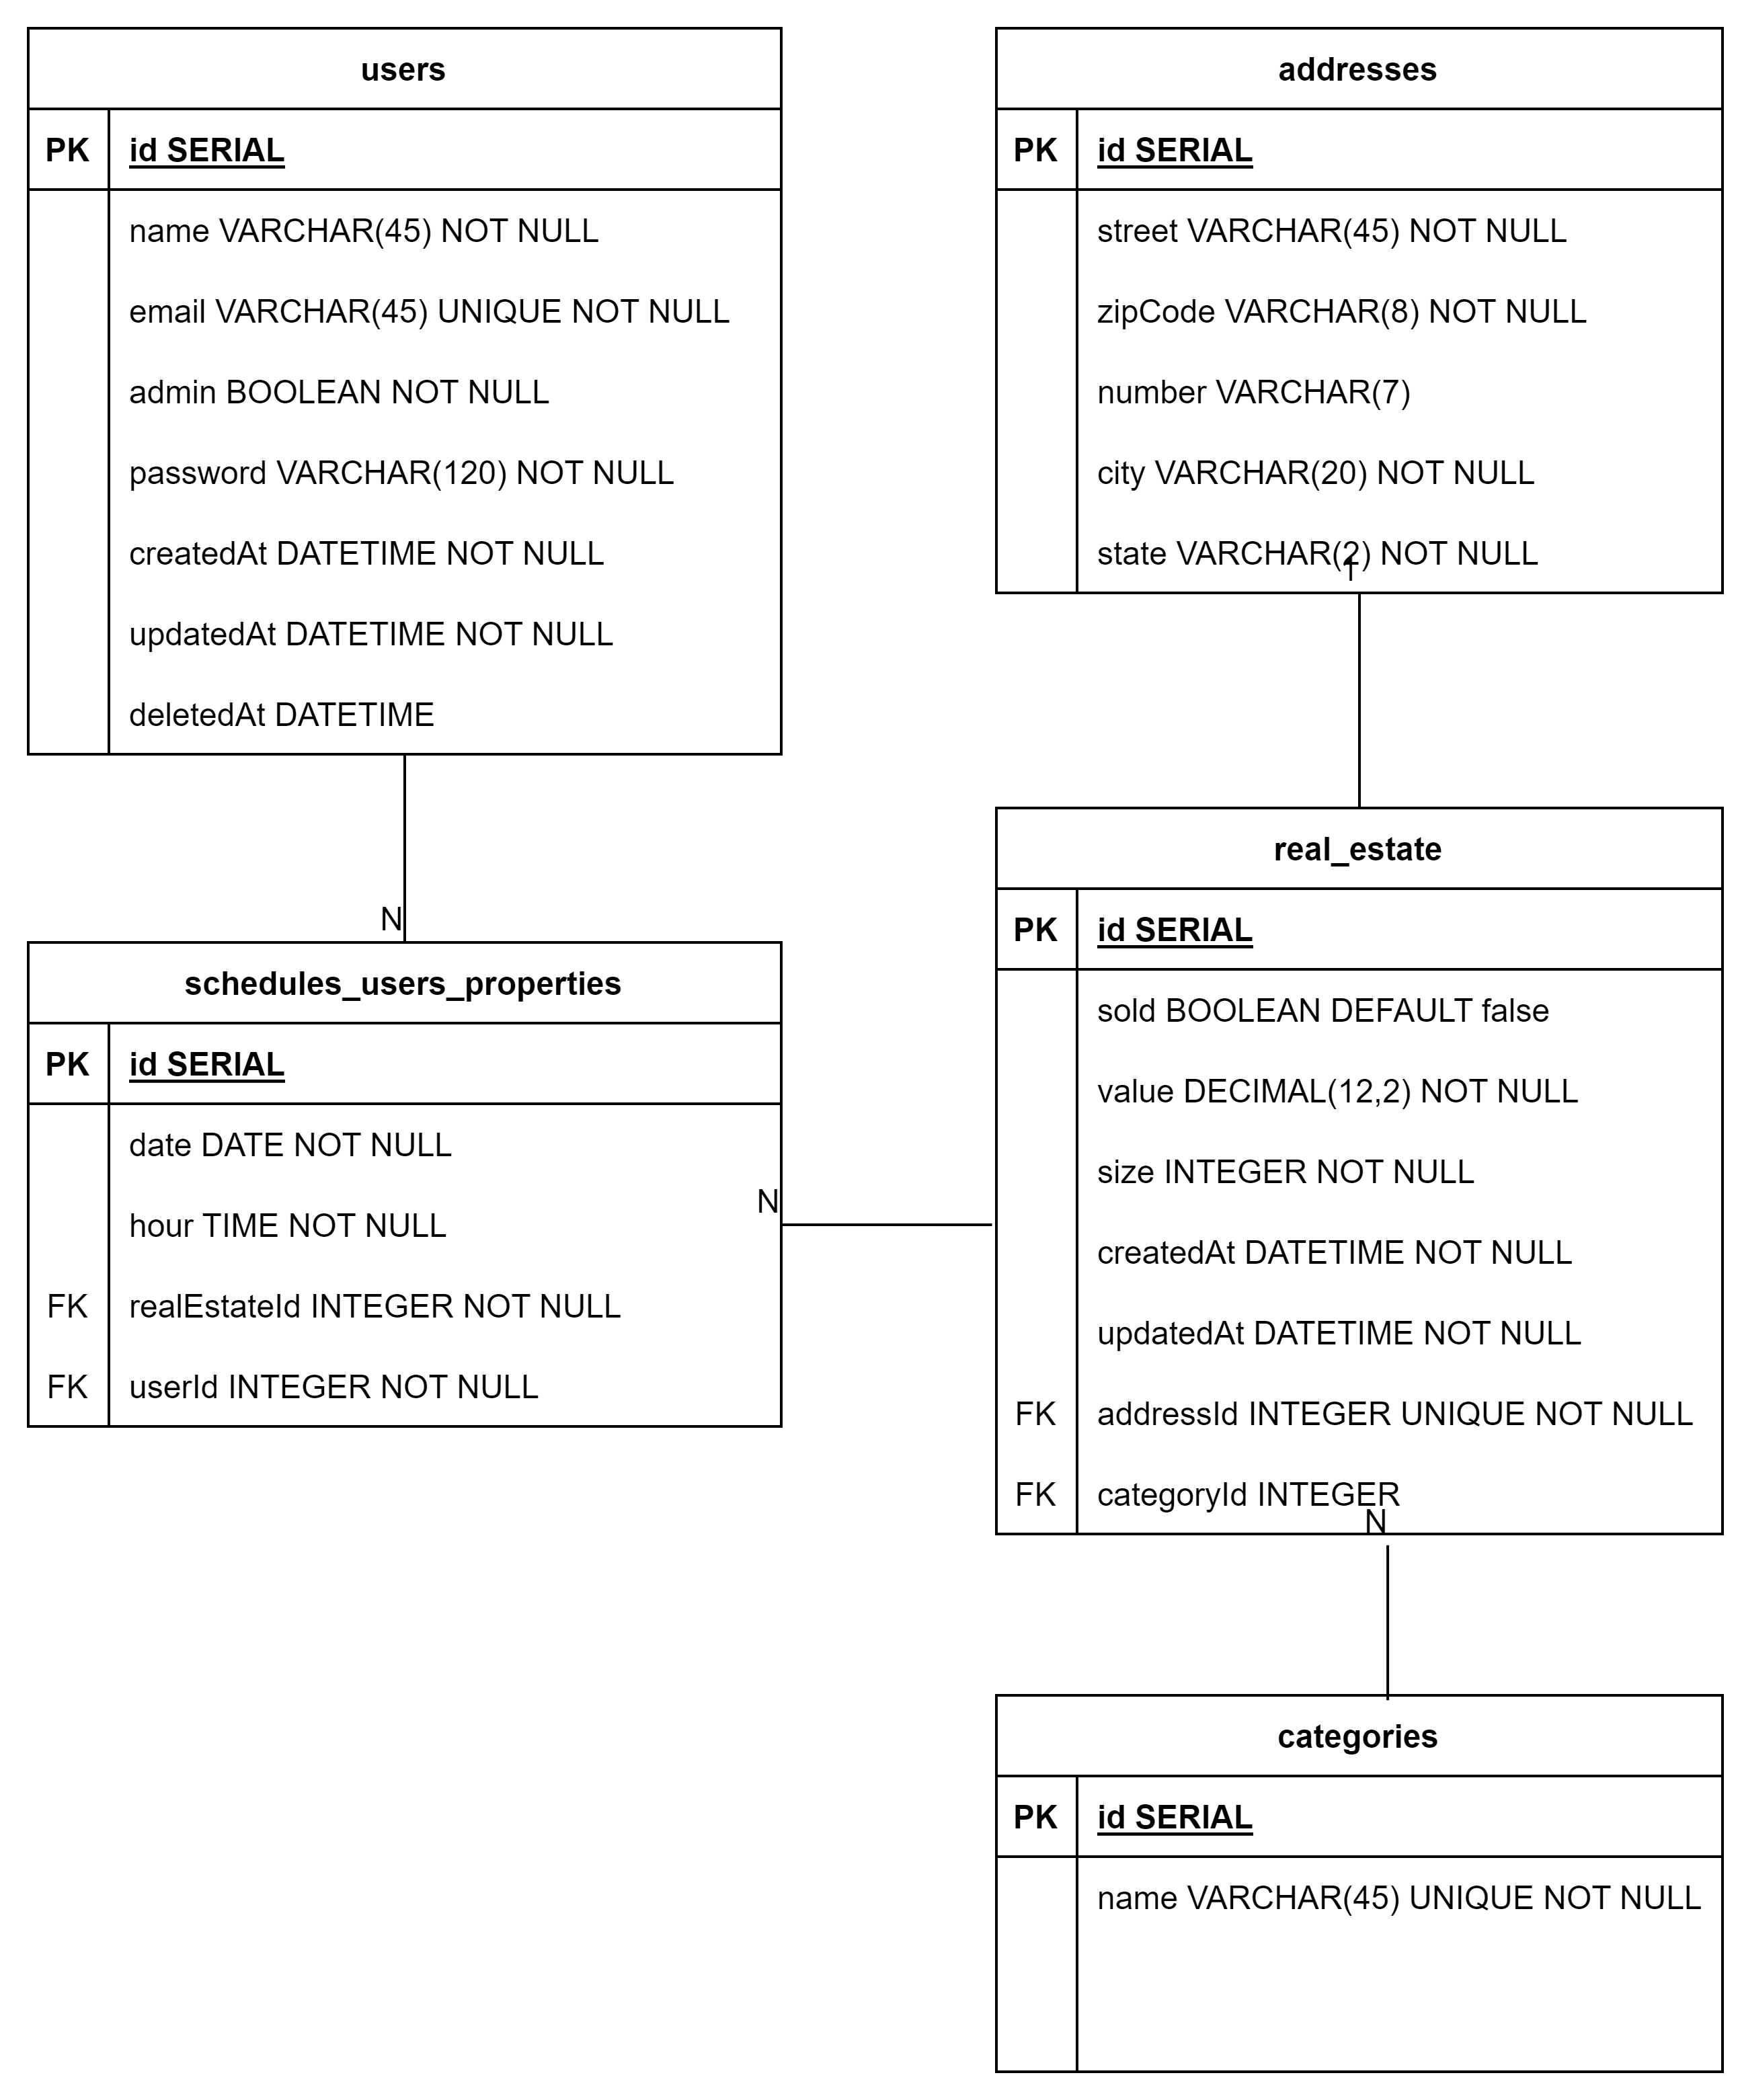 users
PK id SERIAL
name VARCHAR(45) NOT NULL
email VARCHAR(45) UNIQUE NOT NULL
admin BOOLEAN NOT NULL
password VARCHAR(120) NOT NULL
createdAt DATETIME NOT NULL
updatedAt DATETIME NOT NULL
deletedAt DATETIME
N
schedules_users_properties
PK id SERIAL
date DATE NOT NULL
hour TIME NOT NULL
FK realEstateId INTEGER NOT NULL
FK userId INTEGER NOT NULL
N
addresses
PK id SERIAL
street VARCHAR(45) NOT NULL
zipCode VARCHAR(8) NOT NULL
number VARCHAR(7)
city VARCHAR(20) NOT NULL
state VARCHAR(2) NOT NULL
1
real_estate
PK id SERIAL
sold BOOLEAN DEFAULT false
value DECIMAL(12,2) NOT NULL
size INTEGER NOT NULL
createdAt DATETIME NOT NULL
updatedAt DATETIME NOT NULL
FK addressId INTEGER UNIQUE NOT NULL
FK categoryId INTEGER
N
categories
PK id SERIAL
name VARCHAR(45) UNIQUE NOT NULL